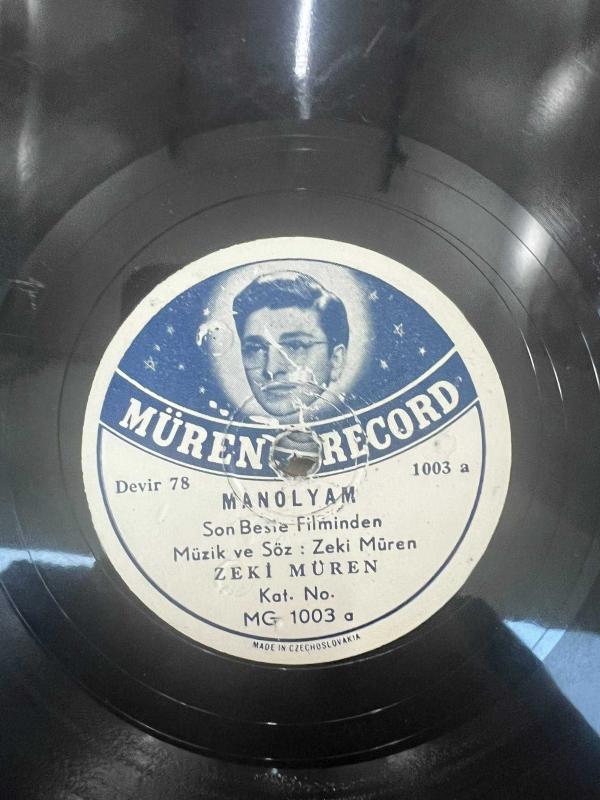 MÜREN RECORD
Devir 78
1003 a
MANOLYAM
Son Beste Filminden
Müzik ve Söz : Zeki Müren
ZEKİ MÜREN
Kat. No.
MG 1003 a
MADE IN CZECHOSLOVAKIA